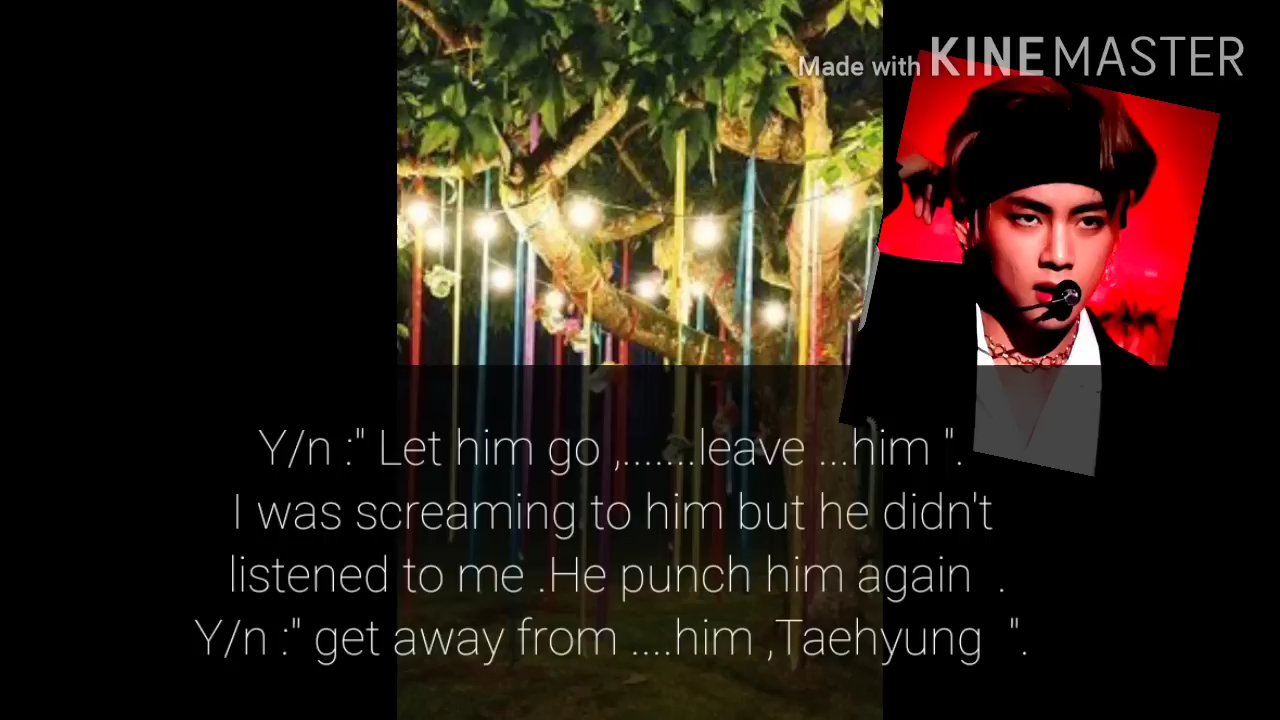 Made with KINEMASTER
Y/n :" Let him go ,.......leave ...him ".
I was screaming to him but he didn't
listened to me .He punch him again .
Y/n :" get away from ....him ,Taehyung ".